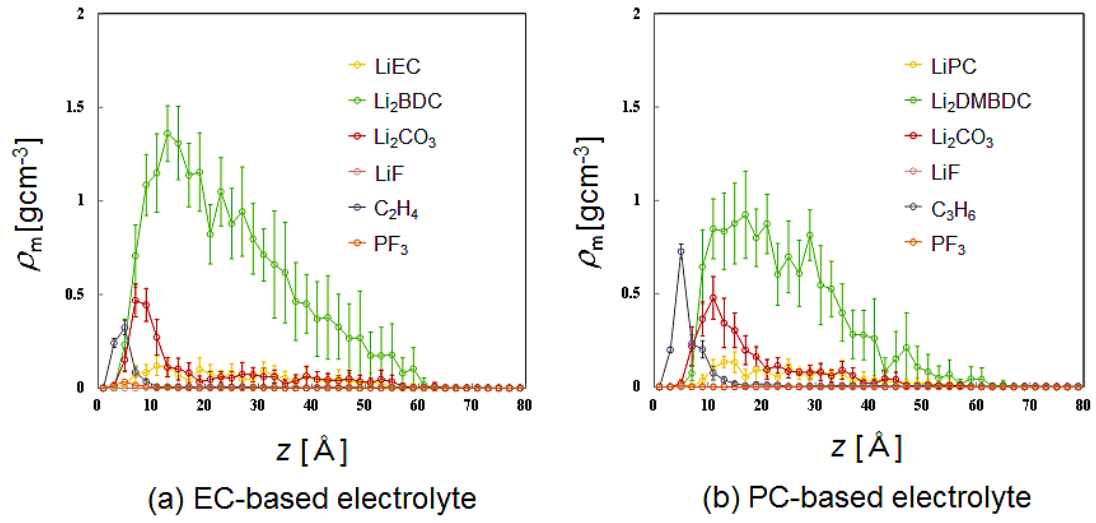 2
1.5
1
0.5
0
ρm [gcm-3]
LiEC
Li2BDC
Li2CO3
LiF
C2H4
PF3
0 10 20 30 40 50 60 70 80
z [Å]
(a) EC-based electrolyte
2
1.5
1
0.5
0
ρm [gcm-3]
LiPC
Li2DMBDC
Li2CO3
LiF
C3H6
PF3
0 10 20 30 40 50 60 70 80
z [Å]
(b) PC-based electrolyte